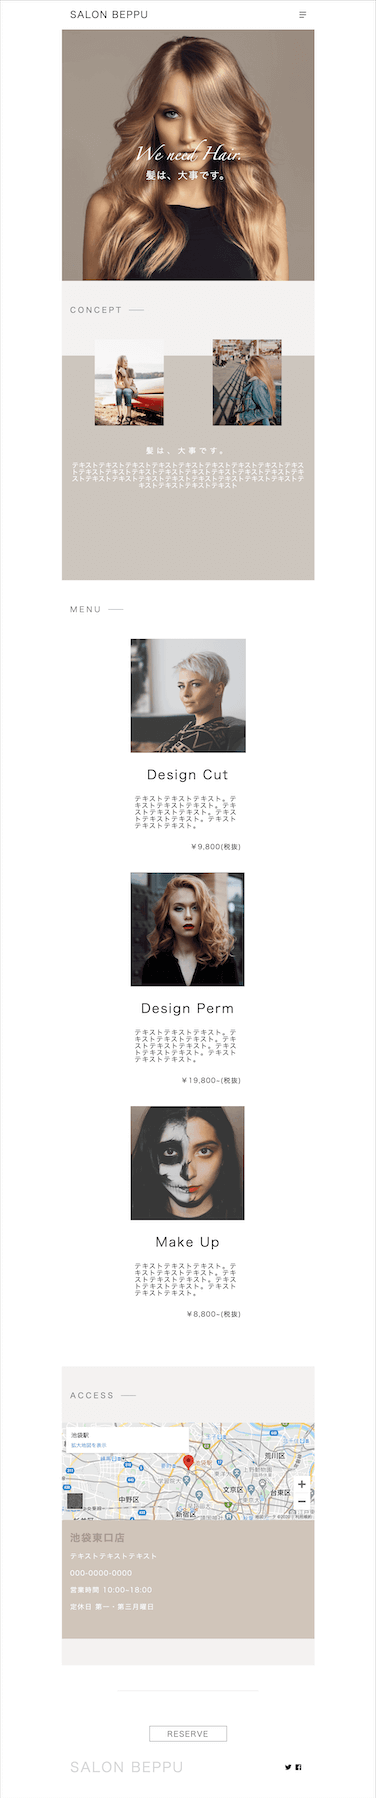 SALON BEPPU
We need Hair.
髪は、大事です。
CONCEPT
髪は、大事です。
テキストテキストテキストテキストテキストテキストテキストテキストテキス
トテキストテキストテキストテキストテキストテキストテキストテキストテキ
ストテキストテキストテキストテキストテキストテキストテキストテキストテ
キストテキストテキストテキスト
MENU
Design Cut
テキストテキストテキスト。テ
キストテキストテキスト。テキ
ストテキストテキスト。テキス
トテキストテキスト。テキスト
テキストテキスト。
￥9,800(税抜)
Design Perm
テキストテキストテキスト。テ
キストテキストテキスト。テキ
ストテキストテキスト。テキス
トテキストテキスト。テキスト
テキストテキスト。
￥19,800~(税抜)
Make Up
テキストテキストテキスト。テ
キストテキストテキスト。テキ
ストテキストテキスト。テキス
トテキストテキスト。テキスト
テキストテキスト。
￥8,800~(税抜)
ACCESS
池袋駅
拡大地図を表示
荒川区
文京区
台東区
中野区
新宿区
池袋東口店
テキストテキストテキスト
000-0000-0000
営業時間 10:00~18:00
定休日 第一・第三月曜日
RESERVE
SALON BEPPU